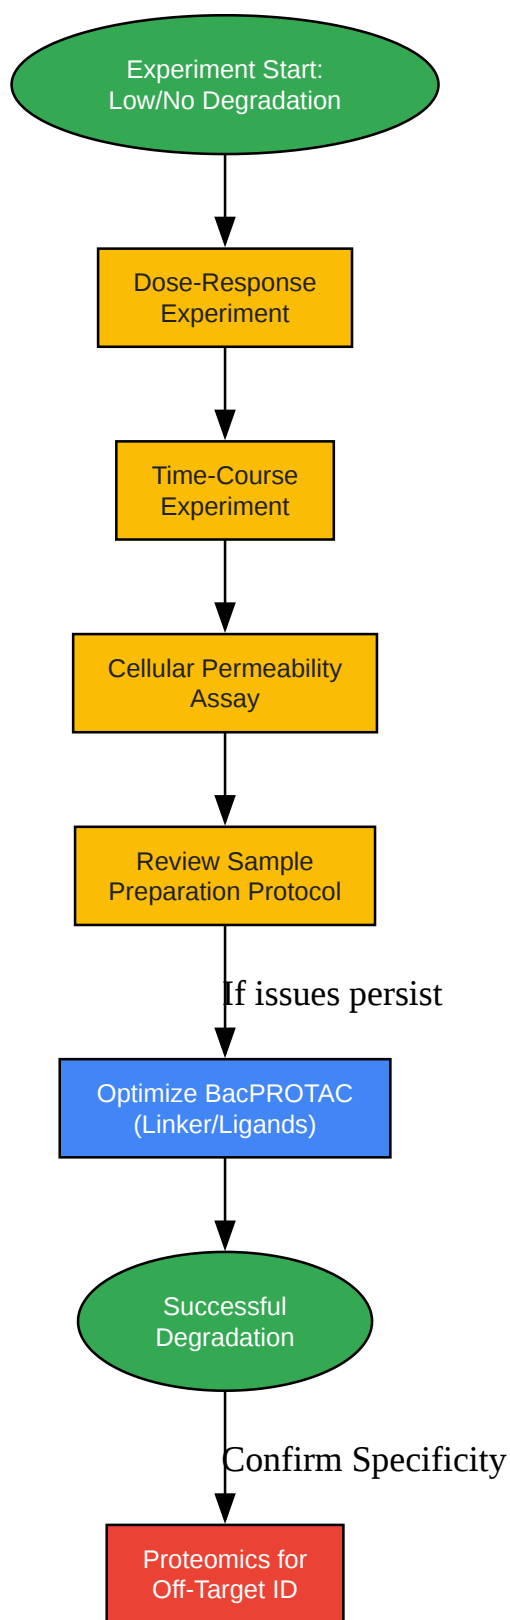 Experiment Start:
Low/No Degradation
Dose-Response
Experiment
Time-Course
Experiment
Cellular Permeability
Assay
Review Sample
Preparation Protocol
If issues persist
Optimize BacPROTAC
(Linker/Ligands)
Successful
Degradation
Confirm Specificity
Proteomics for
Off-Target ID